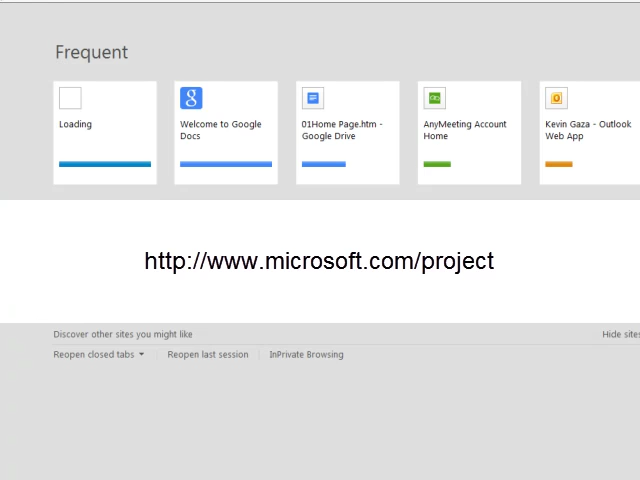 Frequent
Loading
Welcome to Google
Docs
01Home Page.htm -
Google Drive
AnyMeeting Account
Home
Kevin Gaza - Outlook
Web App
http://www.microsoft.com/project
Discover other sites you might like
Hide sites
Reopen closed tabs
Reopen last session
InPrivate Browsing